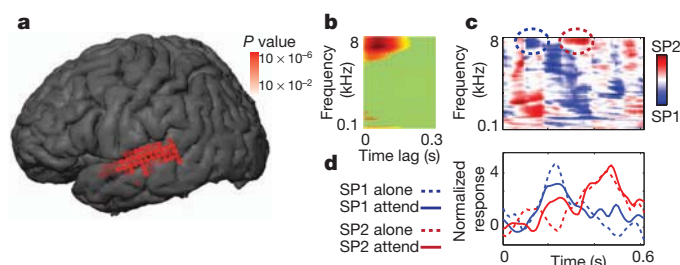 a
P value
10 × 10⁻⁶
10 × 10⁻²
b
Frequency
(kHz)
8
0.1
0
0.3
Time lag (s)
c
Frequency
(kHz)
8
0.1
SP2
SP1
d
SP1 alone
SP1 attend
SP2 alone
SP2 attend
Normalized
response
4
0
0
Time (s)
0.6